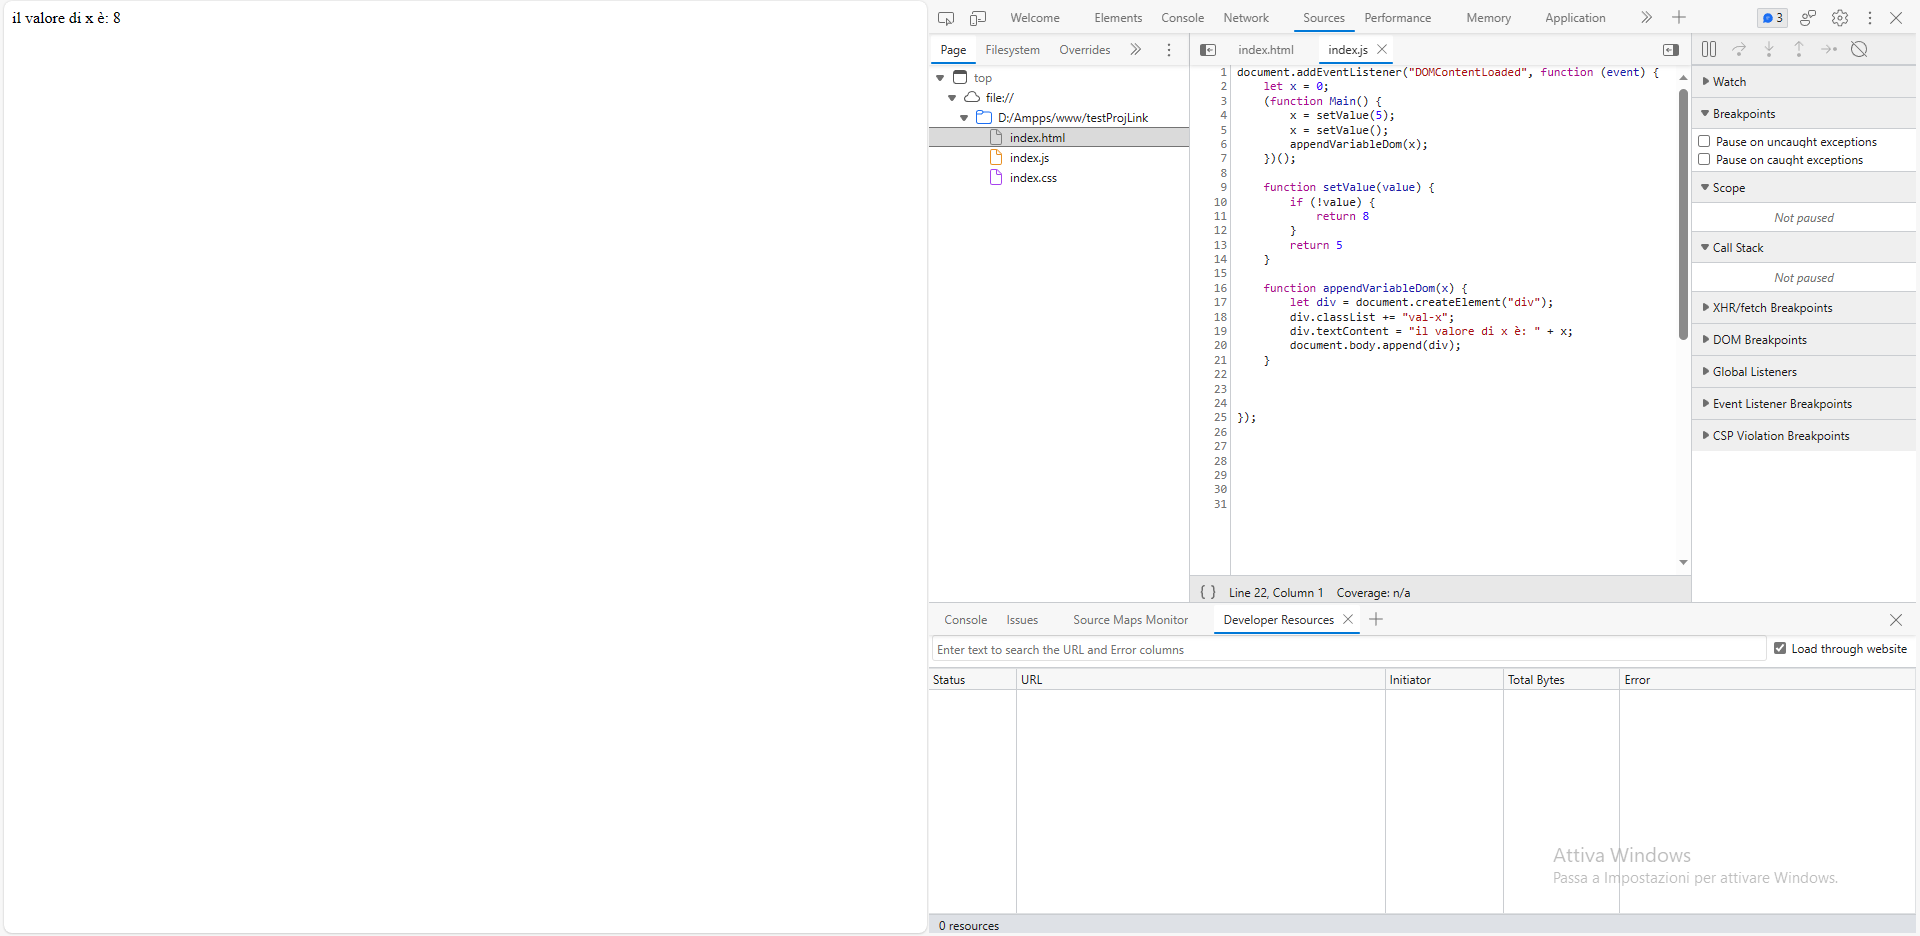 il valore di x è: 8
Welcome Elements Console Network Sources Performance Memory Application 3
Page Filesystem Overrides
top
file://
D:/Ampps/www/testProjLink
index.html
index.js
index.css
index.html index.js
1 document.addEventListener("DOMContentLoaded", function (event) {
2 let x = 0;
3 (function Main() {
4 x = setValue(5);
5 x = setValue();
6 appendVariableDom(x);
7 })();
8
9 function setValue(value) {
10 if (!value) {
11 return 8
12 }
13 return 5
14 }
15
16 function appendVariableDom(x) {
17 let div = document.createElement("div");
18 div.classList += "val-x";
19 div.textContent = "il valore di x è: " + x;
20 document.body.append(div);
21 }
22
23
24
25 });
26
27
28
29
30
31
{ } Line 22, Column 1 Coverage: n/a
Watch
Breakpoints
Pause on uncaught exceptions
Pause on caught exceptions
Scope
Not paused
Call Stack
Not paused
XHR/fetch Breakpoints
DOM Breakpoints
Global Listeners
Event Listener Breakpoints
CSP Violation Breakpoints
Console Issues Source Maps Monitor Developer Resources
Enter text to search the URL and Error columns Load through website
Status URL Initiator Total Bytes Error
Attiva Windows
Passa a Impostazioni per attivare Windows.
0 resources